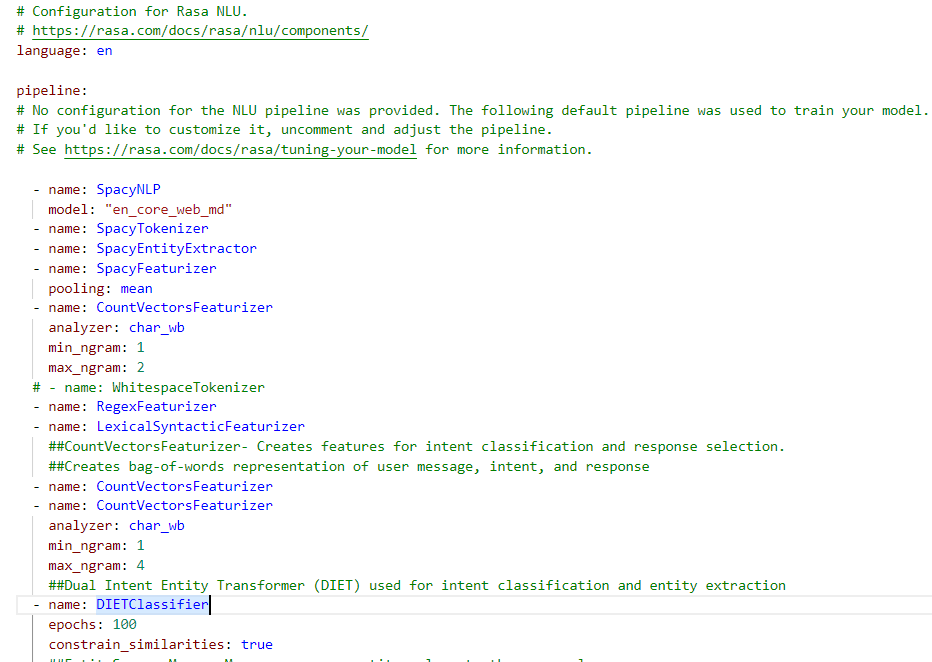 # Configuration for Rasa NLU.
# https://rasa.com/docs/rasa/nlu/components/
language: en
pipeline:
# No configuration for the NLU pipeline was provided. The following default pipeline was used to train your model.
# If you'd like to customize it, uncomment and adjust the pipeline.
# See https://rasa.com/docs/rasa/tuning-your-model for more information.
- name: SpacyNLP
model: "en_core_web_md"
- name: SpacyTokenizer
- name: SpacyEntityExtractor
- name: SpacyFeaturizer
pooling: mean
- name: CountVectorsFeaturizer
analyzer: char_wb
min_ngram: 1
max_ngram: 2
# - name: WhitespaceTokenizer
- name: RegexFeaturizer
- name: LexicalSyntacticFeaturizer
##CountVectorsFeaturizer- Creates features for intent classification and response selection.
##Creates bag-of-words representation of user message, intent, and response
- name: CountVectorsFeaturizer
- name: CountVectorsFeaturizer
analyzer: char_wb
min_ngram: 1
max_ngram: 4
##Dual Intent Entity Transformer (DIET) used for intent classification and entity extraction
- name: DIETClassifier
epochs: 100
constrain_similarities: true